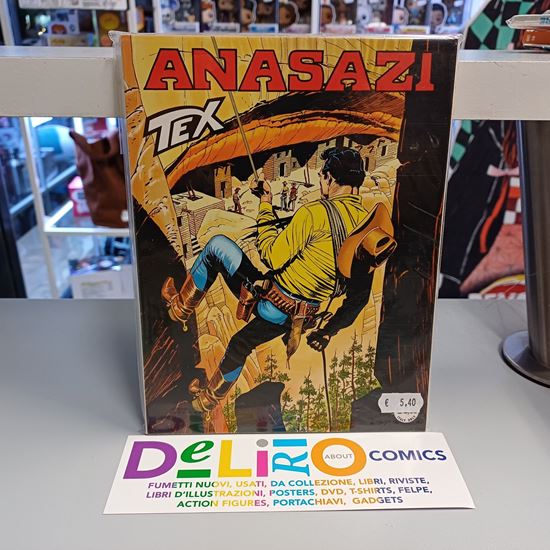 ANASAZI
TEX
€ 5,40
DeLiRiO ABOUT COMICS
FUMETTI NUOVI, USATI, DA COLLEZIONE, LIBRI, RIVISTE,
LIBRI D'ILLUSTRAZIONI, POSTERS, DVD, T-SHIRTS, FELPE,
ACTION FIGURES, PORTACHIAVI, GADGETS